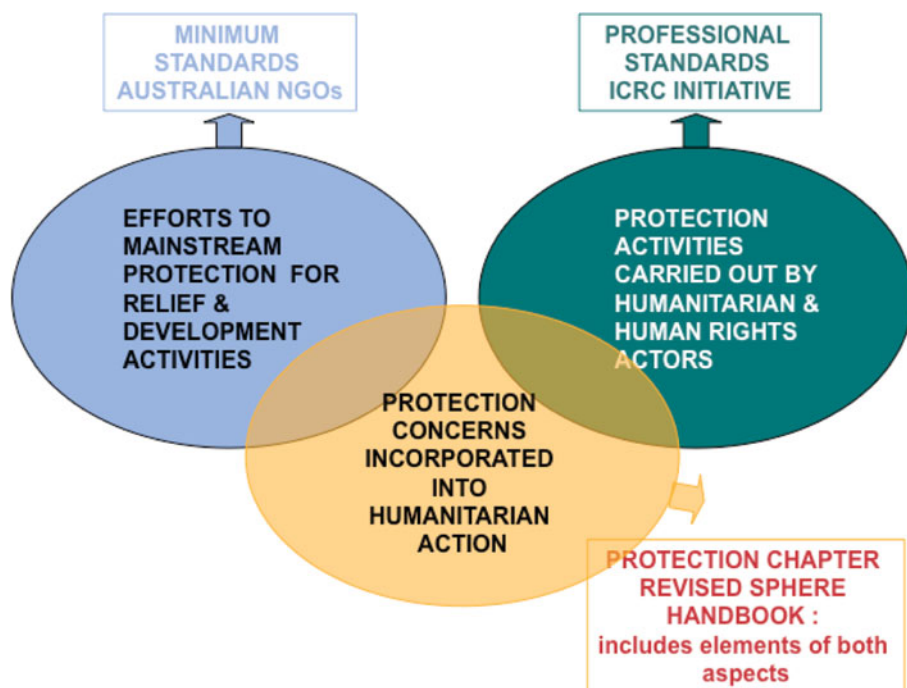 MINIMUM
STANDARDS
AUSTRALIAN NGOs
PROFESSIONAL
STANDARDS
ICRC INITIATIVE
EFFORTS TO
MAINSTREAM
PROTECTION FOR
RELIEF &
DEVELOPMENT
ACTIVITIES
PROTECTION
ACTIVITIES
CARRIED OUT BY
HUMANITARIAN &
HUMAN RIGHTS
ACTORS
PROTECTION
CONCERNS
INCORPORATED
INTO
HUMANITARIAN
ACTION
PROTECTION CHAPTER
REVISED SPHERE
HANDBOOK :
includes elements of both
aspects